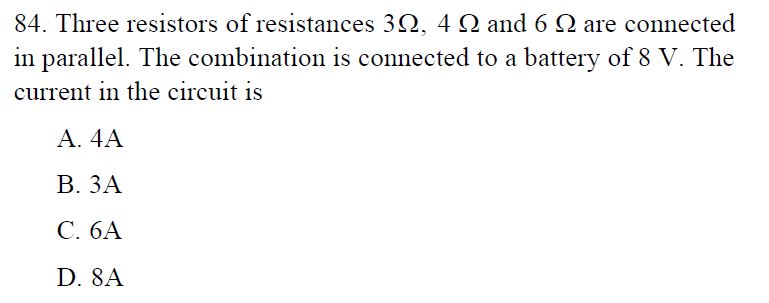 84. Three resistors of resistances 3Ω, 4 Ω and 6 Ω are connected
in parallel. The combination is connected to a battery of 8 V. The
current in the circuit is
A. 4A
B. 3A
C. 6A
D. 8A